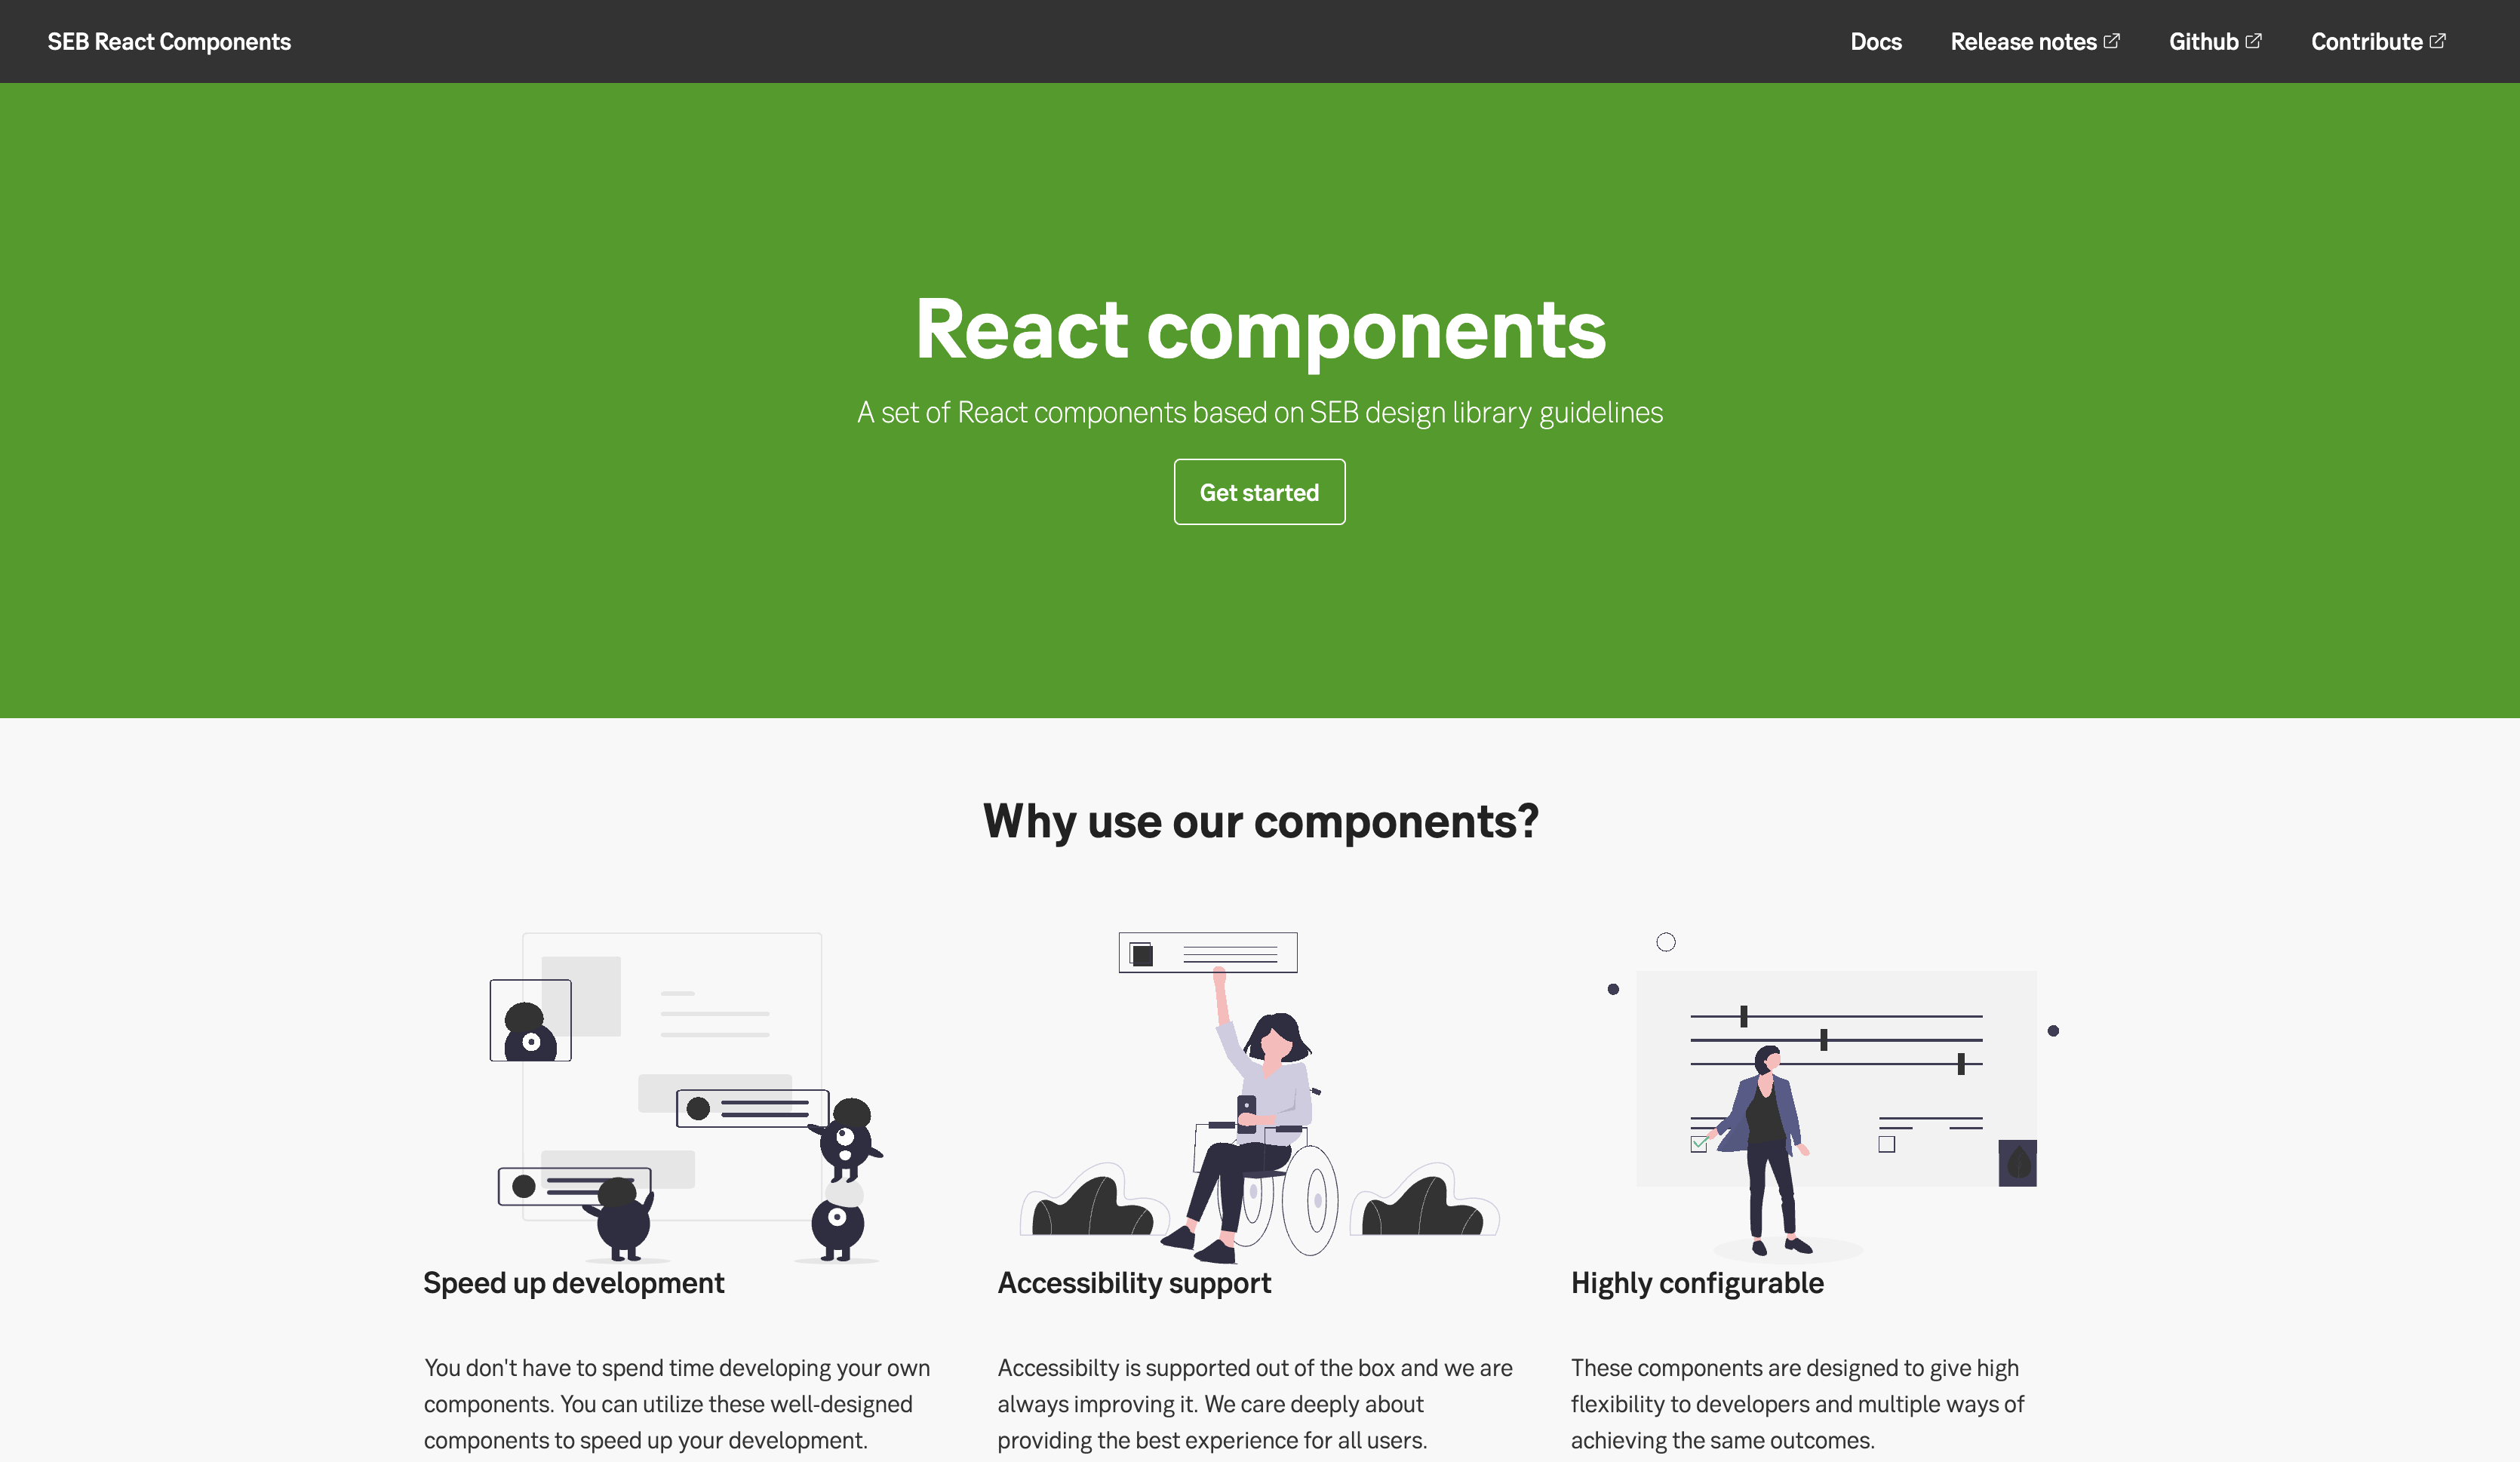 SEB React Components
Docs
Release notes
Github
Contribute
React components
A set of React components based on SEB design library guidelines
Get started
Why use our components?
Speed up development
You don't have to spend time developing your own
components. You can utilize these well-designed
components to speed up your development.
Accessibility support
Accessibilty is supported out of the box and we are
always improving it. We care deeply about
providing the best experience for all users.
Highly configurable
These components are designed to give high
flexibility to developers and multiple ways of
achieving the same outcomes.